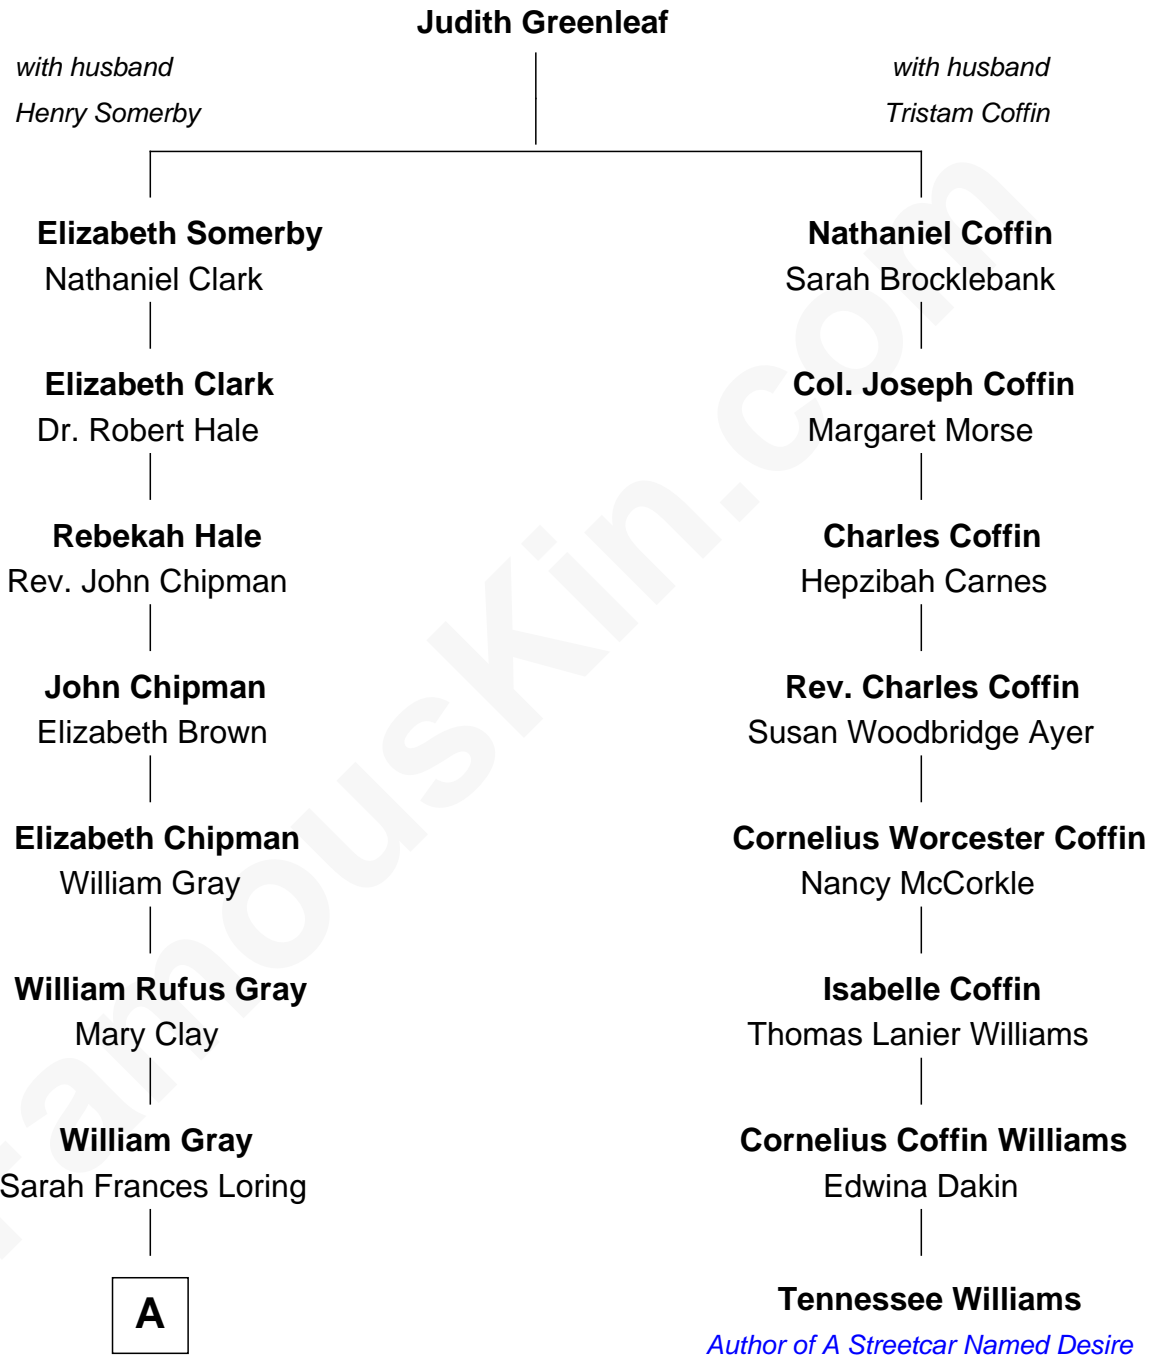 Judith Greenleaf
with husband
Henry Somerby
with husband
Tristam Coffin
Elizabeth Somerby
Nathaniel Clark
Nathaniel Coffin
Sarah Brocklebank
Elizabeth Clark
Dr. Robert Hale
Col. Joseph Coffin
Margaret Morse
Rebekah Hale
Rev. John Chipman
Charles Coffin
Hepzibah Carnes
John Chipman
Elizabeth Brown
Rev. Charles Coffin
Susan Woodbridge Ayer
Elizabeth Chipman
William Gray
Cornelius Worcester Coffin
Nancy McCorkle
William Rufus Gray
Mary Clay
Isabelle Coffin
Thomas Lanier Williams
William Gray
Sarah Frances Loring
Cornelius Coffin Williams
Edwina Dakin
A
Tennessee Williams
Author of A Streetcar Named Desire
FamousKin.com